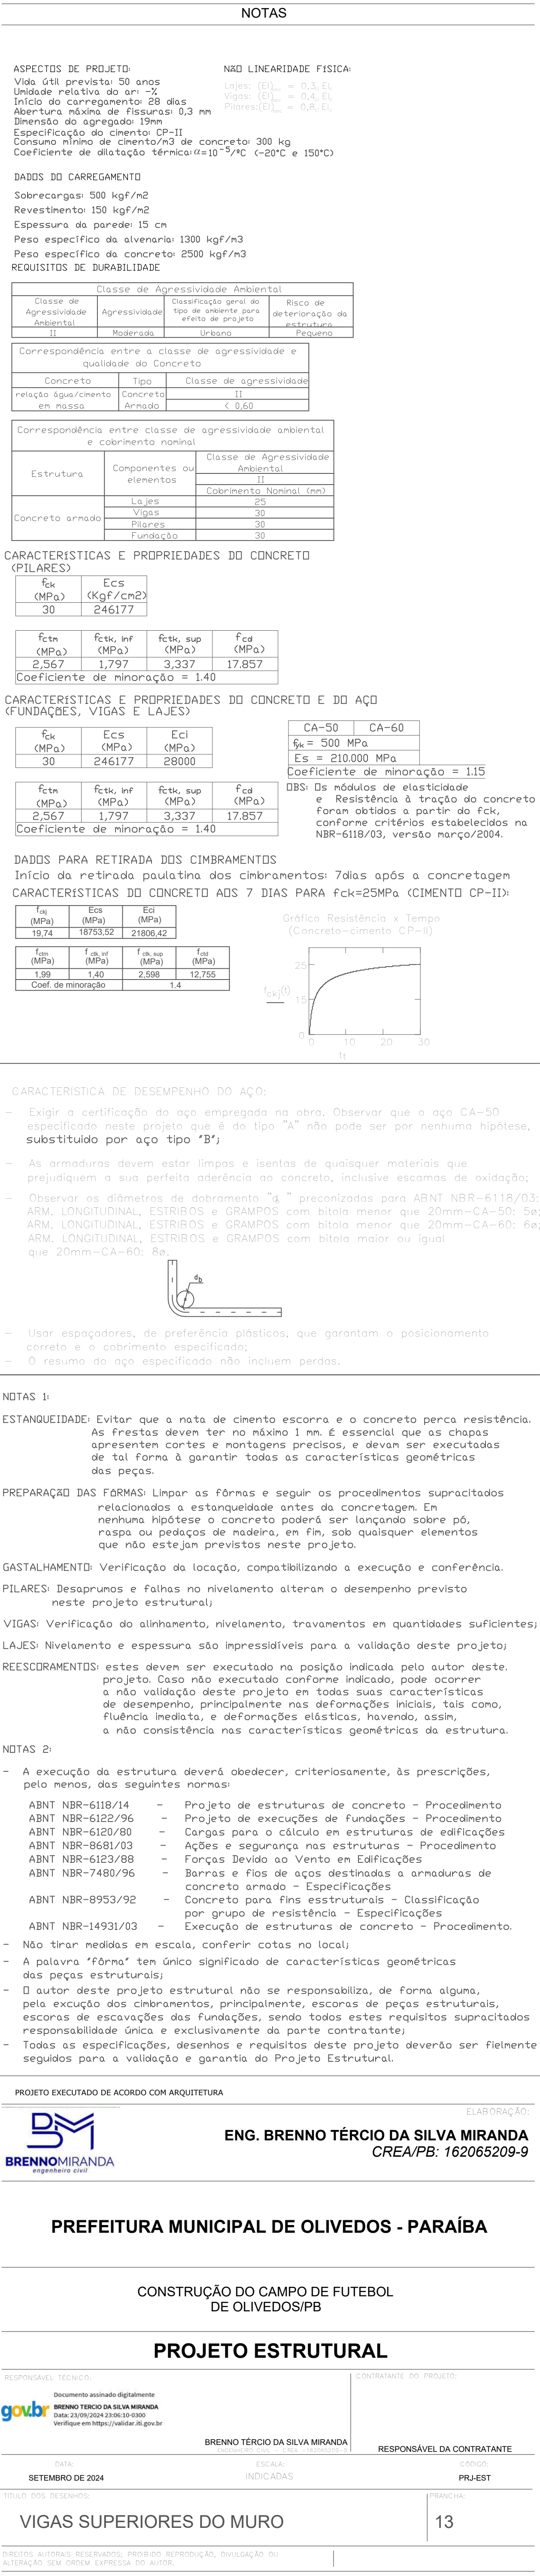 NOTAS
ASPECTOS DE PROJETO:
Vida útil prevista: 50 anos
Umidade relativa do ar: -%
Início do carregamento: 28 dias
Abertura máxima de fissuras: 0,3 mm
Dimensão do agregado: 19mm
Especificação do cimento: CP-II
Consumo mínimo de cimento/m3 de concreto: 300 kg
Coeficiente de dilatação térmica: α=10⁻⁵/ºC (-20°C e 150°C)
NÃO LINEARIDADE FÍSICA:
Lajes: (EI)sec = 0,3 EI
Vigas: (EI)sec = 0,4 EI
Pilares: (EI)sec = 0,8 EI
DADOS DO CARREGAMENTO
Sobrecargas: 500 kgf/m2
Revestimento: 150 kgf/m2
Espessura da parede: 15 cm
Peso específico da alvenaria: 1300 kgf/m3
Peso específico da concreto: 2500 kgf/m3
REQUISITOS DE DURABILIDADE
Classe de Agressividade Ambiental
Classe de Agressividade Ambiental | Agressividade | Classificação geral do tipo de ambiente para efeito de projeto | Risco de deterioração da estrutura
II | Moderada | Urbano | Pequeno
Correspondência entre a classe de agressividade e
qualidade do Concreto
Concreto | Tipo | Classe de agressividade
relação água/cimento em massa | Concreto Armado | II
< 0,60
Correspondência entre classe de agressividade ambiental
e cobrimento nominal
Estrutura | Componentes ou elementos | Classe de Agressividade Ambiental
II
Cobrimento Nominal (mm)
Concreto armado
Lajes 25
Vigas 30
Pilares 30
Fundação 30
CARACTERÍSTICAS E PROPRIEDADES DO CONCRETO
(PILARES)
fck (MPa) | Ecs (Kgf/cm2)
30 | 246177
fctm (MPa) | fctk, inf (MPa) | fctk, sup (MPa) | fcd (MPa)
2,567 | 1,797 | 3,337 | 17.857
Coeficiente de minoração = 1.40
CARACTERÍSTICAS E PROPRIEDADES DO CONCRETO E DO AÇO
(FUNDAÇÕES, VIGAS E LAJES)
fck (MPa) | Ecs (MPa) | Eci (MPa)
30 | 246177 | 28000
fctm (MPa) | fctk, inf (MPa) | fctk, sup (MPa) | fcd (MPa)
2,567 | 1,797 | 3,337 | 17.857
Coeficiente de minoração = 1.40
CA-50 | CA-60
fyk = 500 MPa
Es = 210.000 MPa
Coeficiente de minoração = 1.15
OBS: Os módulos de elasticidade
e Resistência à tração do concreto
foram obtidos a partir do fck,
conforme critérios estabelecidos na
NBR-6118/03, versão março/2004.
DADOS PARA RETIRADA DOS CIMBRAMENTOS
Início da retirada paulatina dos cimbramentos: 7dias após a concretagem
CARACTERÍSTICAS DO CONCRETO AOS 7 DIAS PARA fck=25MPa (CIMENTO CP-II):
fckj (MPa) | Ecs (MPa) | Eci (MPa)
19,74 | 18753,52 | 21806,42
fctm (MPa) | f ctk, inf (MPa) | f ctk, sup (MPa) | fctd (MPa)
1,99 | 1,40 | 2,598 | 12,755
Coef. de minoração | 1.4
Gráfico Resistência x Tempo
(Concreto-cimento CP-II)
fckj(t)
25
15
0
0 10 20 30
CARACTERÍSTICA DE DESEMPENHO DO AÇO:
- Exigir a certificação do aço empregada na obra. Observar que o aço CA-50
especificado neste projeto que é do tipo "A" não pode ser por nenhuma hipótese,
substituido por aço tipo "B";
- As armaduras devem estar limpas e isentas de quaisquer materiais que
prejudiquem a sua perfeita aderência ao concreto, inclusive escamas de oxidação;
- Observar os diâmetros de dobramento "d " preconizadas para ABNT NBR-6118/03:
ARM. LONGITUDINAL, ESTRIBOS e GRAMPOS com bitola menor que 20mm-CA-50: 5ø;
ARM. LONGITUDINAL, ESTRIBOS e GRAMPOS com bitola menor que 20mm-CA-60: 6ø;
ARM. LONGITUDINAL, ESTRIBOS e GRAMPOS com bitola maior ou igual
que 20mm-CA-60: 8ø.
db
- Usar espaçadores, de preferência plásticos, que garantam o posicionamento
correto e o cobrimento especificado;
- O resumo do aço especificado não incluem perdas.
NOTAS 1:
ESTANQUEIDADE: Evitar que a nata de cimento escorra e o concreto perca resistência.
As frestas devem ter no máximo 1 mm. É essencial que as chapas
apresentem cortes e montagens precisos, e devam ser executadas
de tal forma à garantir todas as características geométricas
das peças.
PREPARAÇÃO DAS FÔRMAS: Limpar as fôrmas e seguir os procedimentos supracitados
relacionados a estanqueidade antes da concretagem. Em
nenhuma hipótese o concreto poderá ser lançando sobre pó,
raspa ou pedaços de madeira, em fim, sob quaisquer elementos
que não estejam previstos neste projeto.
GASTALHAMENTO: Verificação da locação, compatibilizando a execução e conferência.
PILARES: Desaprumos e falhas no nivelamento alteram o desempenho previsto
neste projeto estrutural;
VIGAS: Verificação do alinhamento, nivelamento, travamentos em quantidades suficientes;
LAJES: Nivelamento e espessura são impressidíveis para a validação deste projeto;
REESCORAMENTOS: estes devem ser executado na posição indicada pelo autor deste.
projeto. Caso não executado conforme indicado, pode ocorrer
a não validação deste projeto em todas suas características
de desempenho, principalmente nas deformações iniciais, tais como,
fluência imediata, e deformações elásticas, havendo, assim,
a não consistência nas características geométricas da estrutura.
NOTAS 2:
- A execução da estrutura deverá obedecer, criteriosamente, às prescrições,
pelo menos, das seguintes normas:
ABNT NBR-6118/14 - Projeto de estruturas de concreto - Procedimento
ABNT NBR-6122/96 - Projeto de execuções de fundações - Procedimento
ABNT NBR-6120/80 - Cargas para o cálculo em estruturas de edificações
ABNT NBR-8681/03 - Ações e segurança nas estruturas - Procedimento
ABNT NBR-6123/88 - Forças Devido ao Vento em Edificações
ABNT NBR-7480/96 - Barras e fios de aços destinadas a armaduras de
concreto armado - Especificações
ABNT NBR-8953/92 - Concreto para fins esstruturais - Classificação
por grupo de resistência - Especificações
ABNT NBR-14931/03 - Execução de estruturas de concreto - Procedimento.
- Não tirar medidas em escala, conferir cotas no local;
- A palavra "fôrma" tem único significado de características geométricas
das peças estruturais;
- O autor deste projeto estrutural não se responsabiliza, de forma alguma,
pela excução dos cimbramentos, principalmente, escoras de peças estruturais,
escoras de escavações das fundações, sendo todos estes requisitos supracitados
responsabilidade única e exclusivamente da parte contratante;
- Todas as especificações, desenhos e requisitos deste projeto deverão ser fielmente
seguidos para a validação e garantia do Projeto Estrutural.
PROJETO EXECUTADO DE ACORDO COM ARQUITETURA
ELABORAÇÃO:
BM
BRENNOMIRANDA
engenheiro civil
ENG. BRENNO TÉRCIO DA SILVA MIRANDA
CREA/PB: 162065209-9
PREFEITURA MUNICIPAL DE OLIVEDOS - PARAÍBA
CONSTRUÇÃO DO CAMPO DE FUTEBOL
DE OLIVEDOS/PB
PROJETO ESTRUTURAL
RESPONSÁVEL TÉCNICO:
CONTRATANTE DO PROJETO:
gov.br
Documento assinado digitalmente
BRENNO TERCIO DA SILVA MIRANDA
Data: 23/09/2024 23:06:10-0300
Verifique em https://validar.iti.gov.br
BRENNO TÉRCIO DA SILVA MIRANDA
ENGENHEIRO CIVIL - CREA -162065209-9
RESPONSÁVEL DA CONTRATANTE
DATA:
SETEMBRO DE 2024
ESCALA:
INDICADAS
CÓDIGO:
PRJ-EST
TÍTULO DOS DESENHOS:
VIGAS SUPERIORES DO MURO
PRANCHA:
13
DIREITOS AUTORAIS RESERVADOS; PROIBIDO REPRODUÇÃO, DIVULGAÇÃO OU
ALTERAÇÃO SEM ORDEM EXPRESSA DO AUTOR.